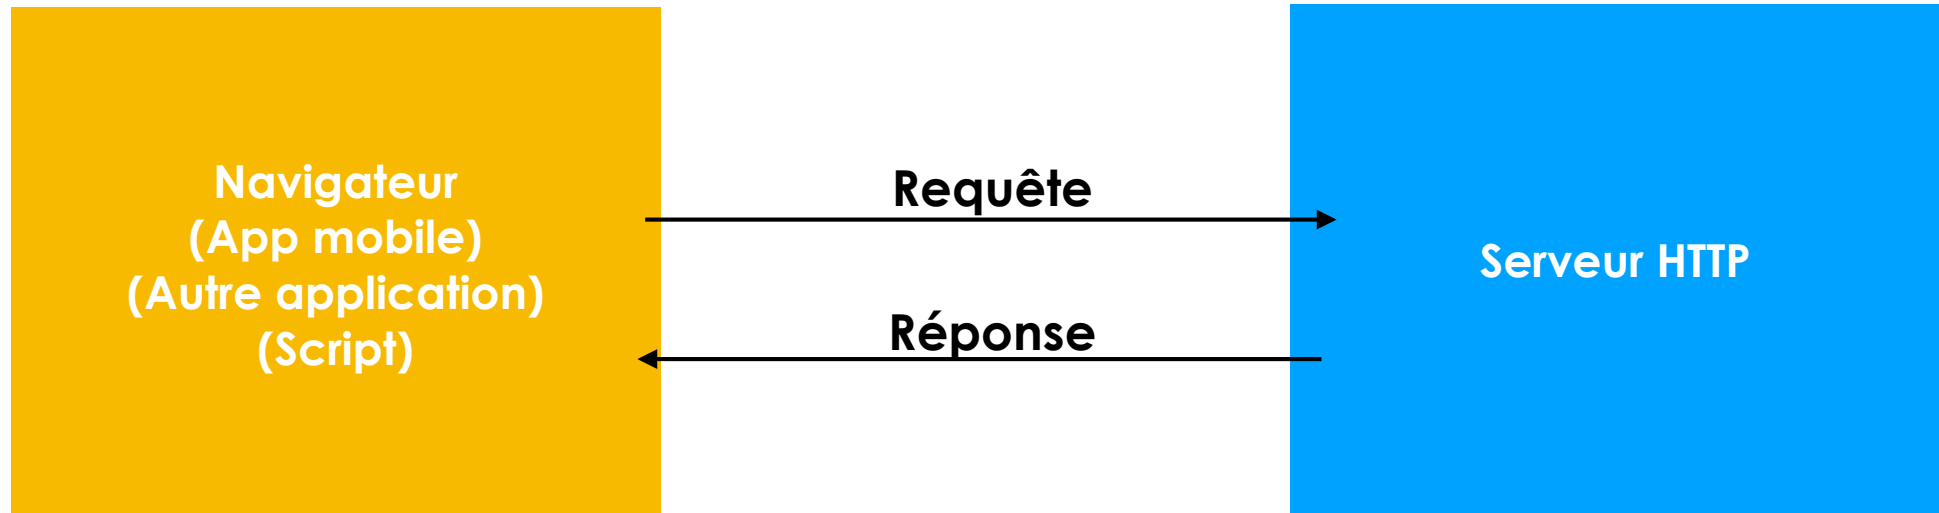 Navigateur
(App mobile)
(Autre application)
(Script)
Requête
Réponse
Serveur HTTP